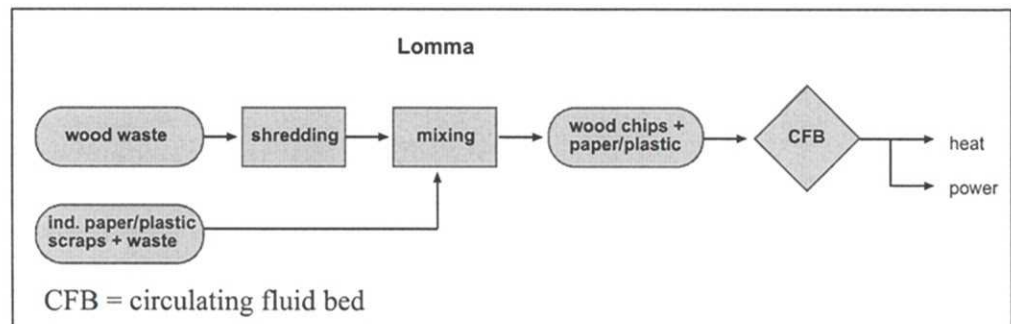 Lomma
wood waste
shredding
mixing
wood chips +
paper/plastic
CFB
heat
power
ind. paper/plastic
scraps + waste
CFB = circulating fluid bed